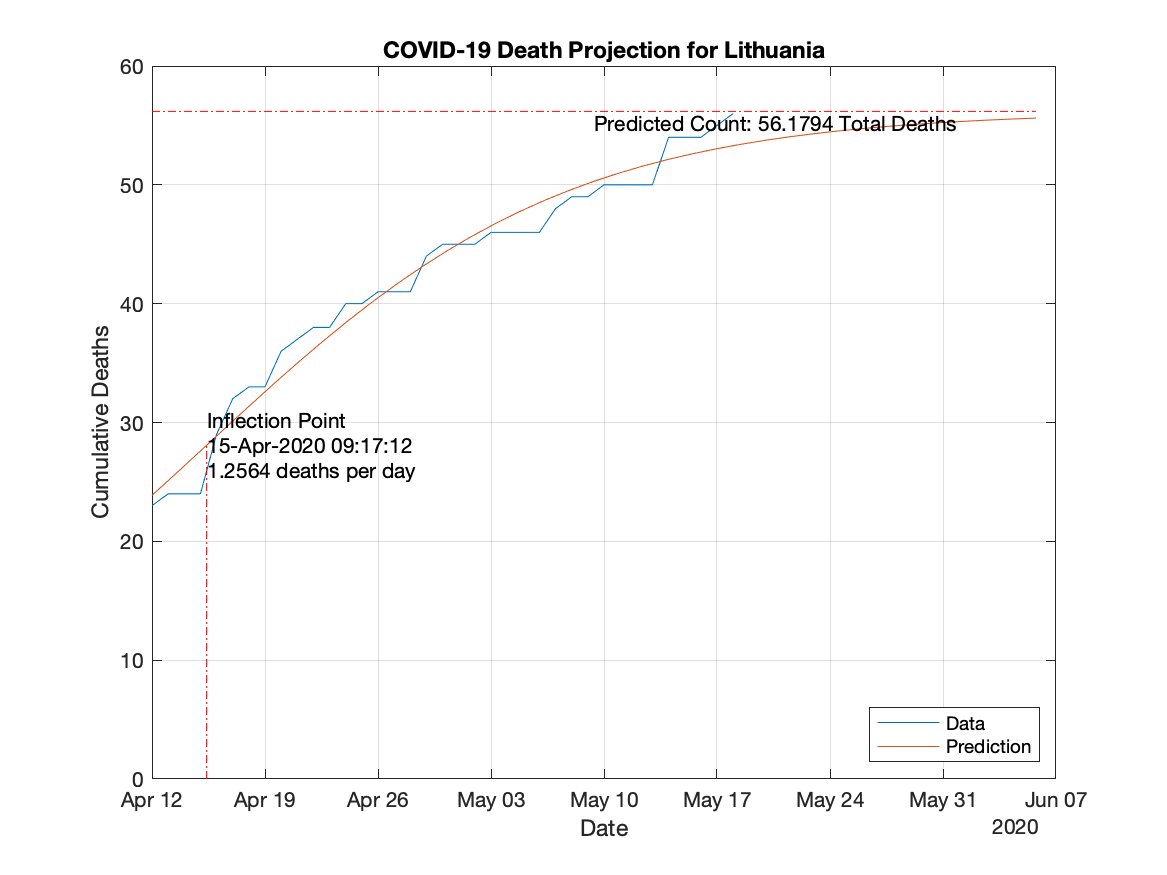 COVID-19 Death Projection for Lithuania
60
50
40
30
20
10
0
Cumulative Deaths
Predicted Count: 56.1794 Total Deaths
Inflection Point
15-Apr-2020 09:17:12
1.2564 deaths per day
Data
Prediction
Apr 12 Apr 19 Apr 26 May 03 May 10 May 17 May 24 May 31 Jun 07
Date
2020